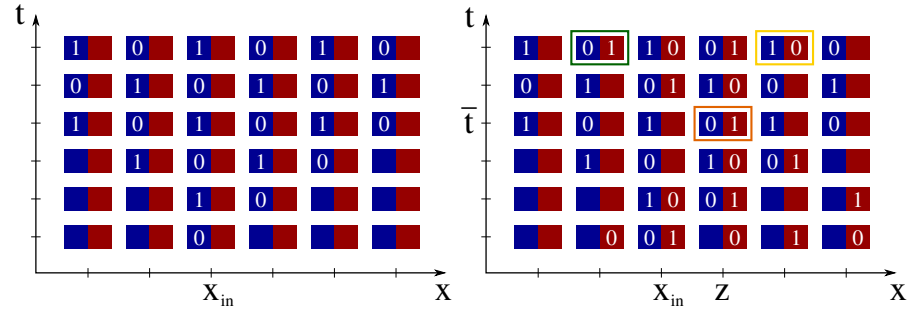 t t
1 0 1 0 1 0 1 0 1 1 0 0 1 1 0 0
0 1 0 1 1 1 0 1 0 1 1 0 0 1
t̄
1 0 1 0 1 0 1 0 1 0 1 1 0
1 0 1 0 1 0 1 0 0 1
1 0 1 0 0 1 1
0 0 0 1 0 1 0
x_in x x_in z x